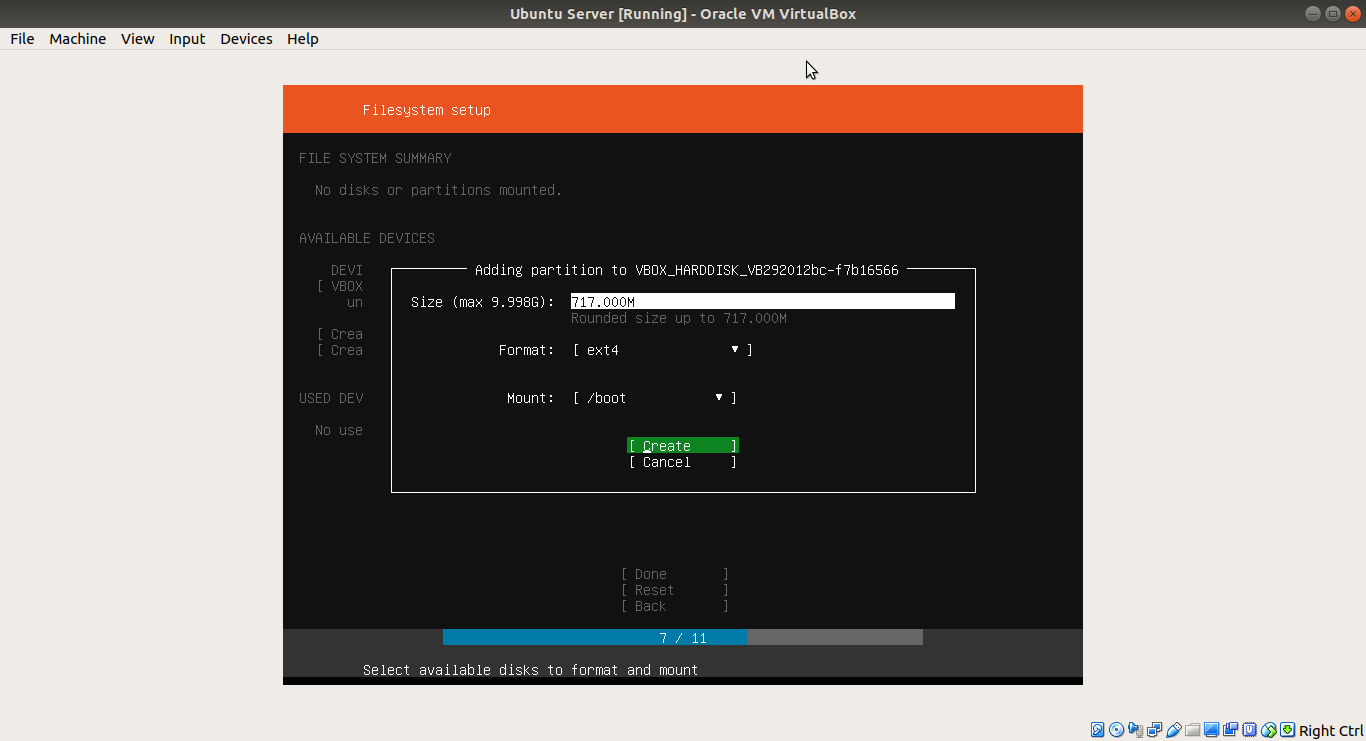 Ubuntu Server [Running] - Oracle VM VirtualBox
File Machine View Input Devices Help
Filesystem setup
FILE SYSTEM SUMMARY
No disks or partitions mounted.
AVAILABLE DEVICES
DEVI
[ VBOX
un
[ Crea
[ Crea
USED DEV
No use
Adding partition to VBOX_HARDDISK_VB292012bc-f7b16566
Size (max 9.998G): 717.000M
Rounded size up to 717.000M
Format: [ ext4 ▾ ]
Mount: [ /boot ▾ ]
[ Create ]
[ Cancel ]
[ Done ]
[ Reset ]
[ Back ]
7 / 11
Select available disks to format and mount
Right Ctrl